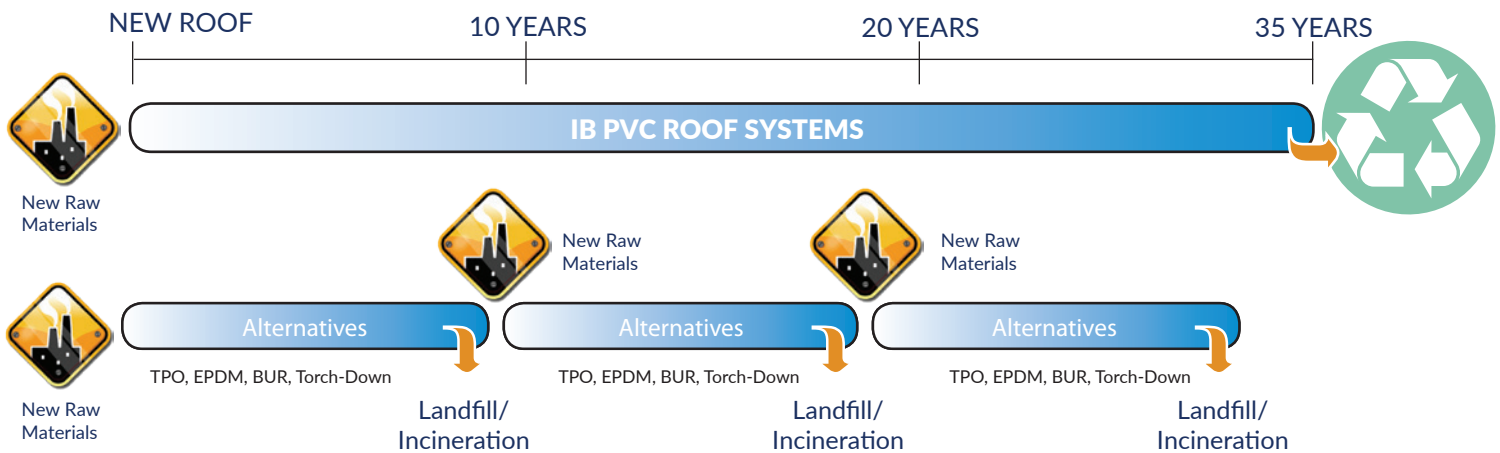 NEW ROOF
10 YEARS
20 YEARS
35 YEARS
IB PVC ROOF SYSTEMS
New Raw
Materials
New Raw
Materials
New Raw
Materials
Alternatives
Alternatives
Alternatives
TPO, EPDM, BUR, Torch-Down
TPO, EPDM, BUR, Torch-Down
TPO, EPDM, BUR, Torch-Down
New Raw
Materials
Landfill/
Incineration
Landfill/
Incineration
Landfill/
Incineration